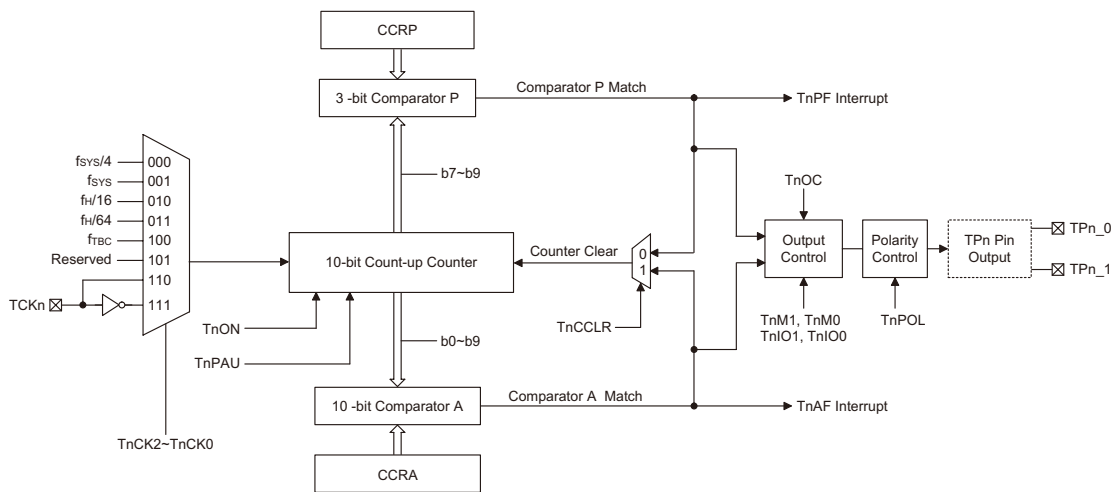 CCRP
3 -bit Comparator P
Comparator P Match
TnPF Interrupt
b7~b9
fSYS/4
000
fSYS
001
fH/16
010
fH/64
011
fTBC
100
Reserved
101
110
TCKn
111
TnCK2~TnCK0
10-bit Count-up Counter
TnON
TnPAU
Counter Clear
0
1
TnCCLR
TnOC
Output
Control
TnM1, TnM0
TnIO1, TnIO0
Polarity
Control
TnPOL
TPn Pin
Output
TPn_0
TPn_1
b0~b9
10 -bit Comparator A
Comparator A  Match
TnAF Interrupt
CCRA